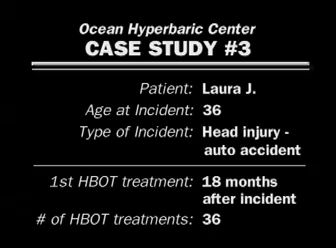 Ocean Hyperbaric Center
CASE STUDY #3
Patient: Laura J.
Age at Incident: 36
Type of Incident: Head injury -
auto accident
1st HBOT treatment: 18 months
after incident
# of HBOT treatments: 36